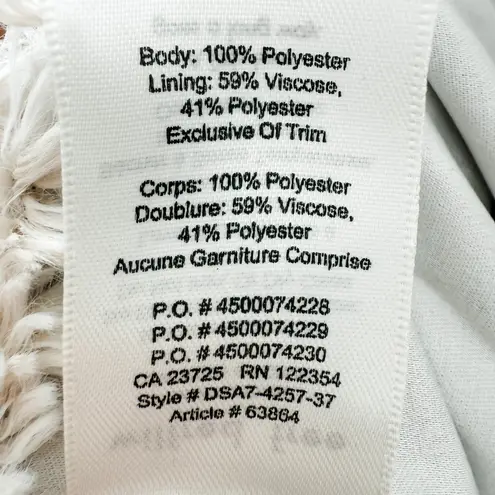 Body: 100% Polyester
Lining: 59% Viscose,
41% Polyester
Exclusive Of Trim
Corps: 100% Polyester
Doublure: 59% Viscose,
41% Polyester
Aucune Garniture Comprise
P.O. # 4500074228
P.O. # 4500074229
P.O. # 4500074230
CA 23725 RN 122354
Style # DSA7-4257-37
Article # 63864